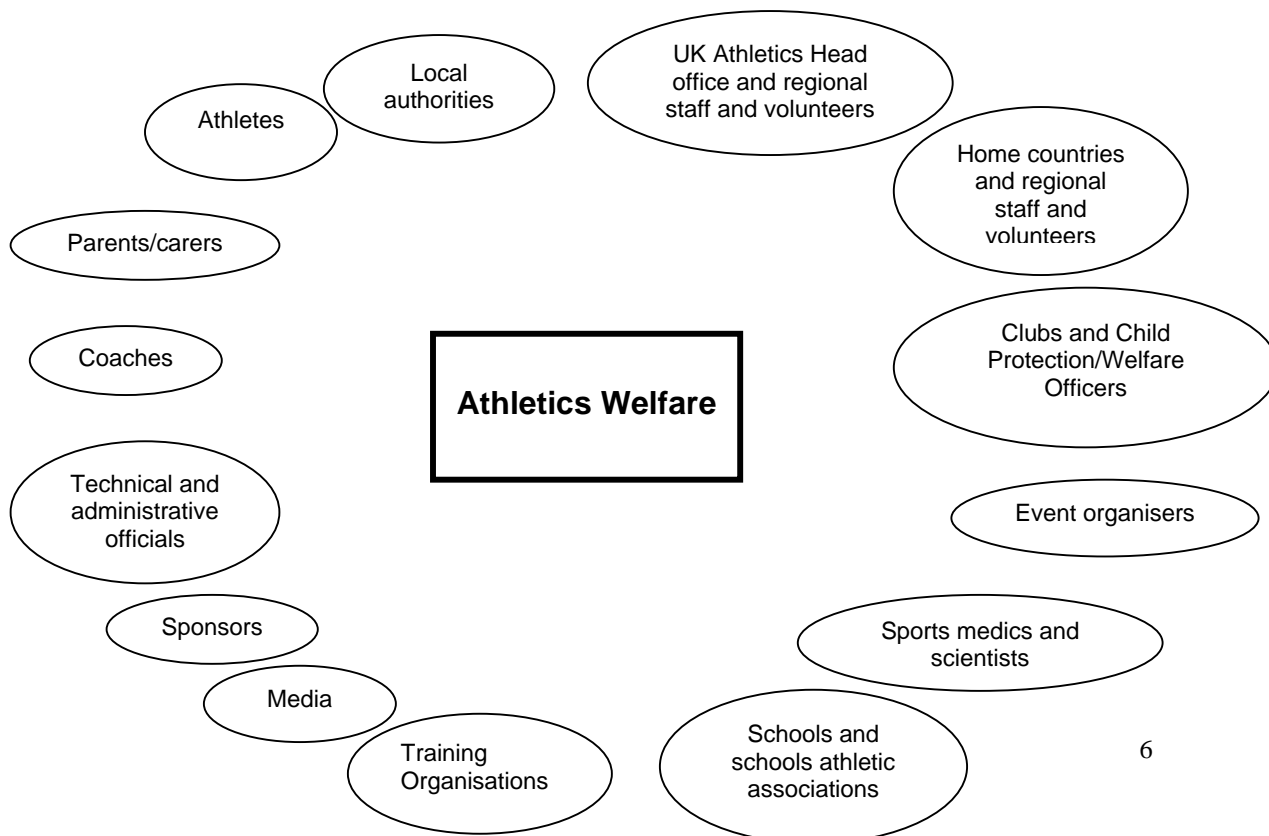 UK Athletics Head
office and regional
staff and volunteers
Local
authorities
Athletes
Home countries
and regional
staff and
volunteers
Parents/carers
Clubs and Child
Protection/Welfare
Officers
Coaches
Athletics Welfare
Technical and
administrative
officials
Event organisers
Sponsors
Sports medics and
scientists
Media
Training
Organisations
Schools and
schools athletic
associations
6